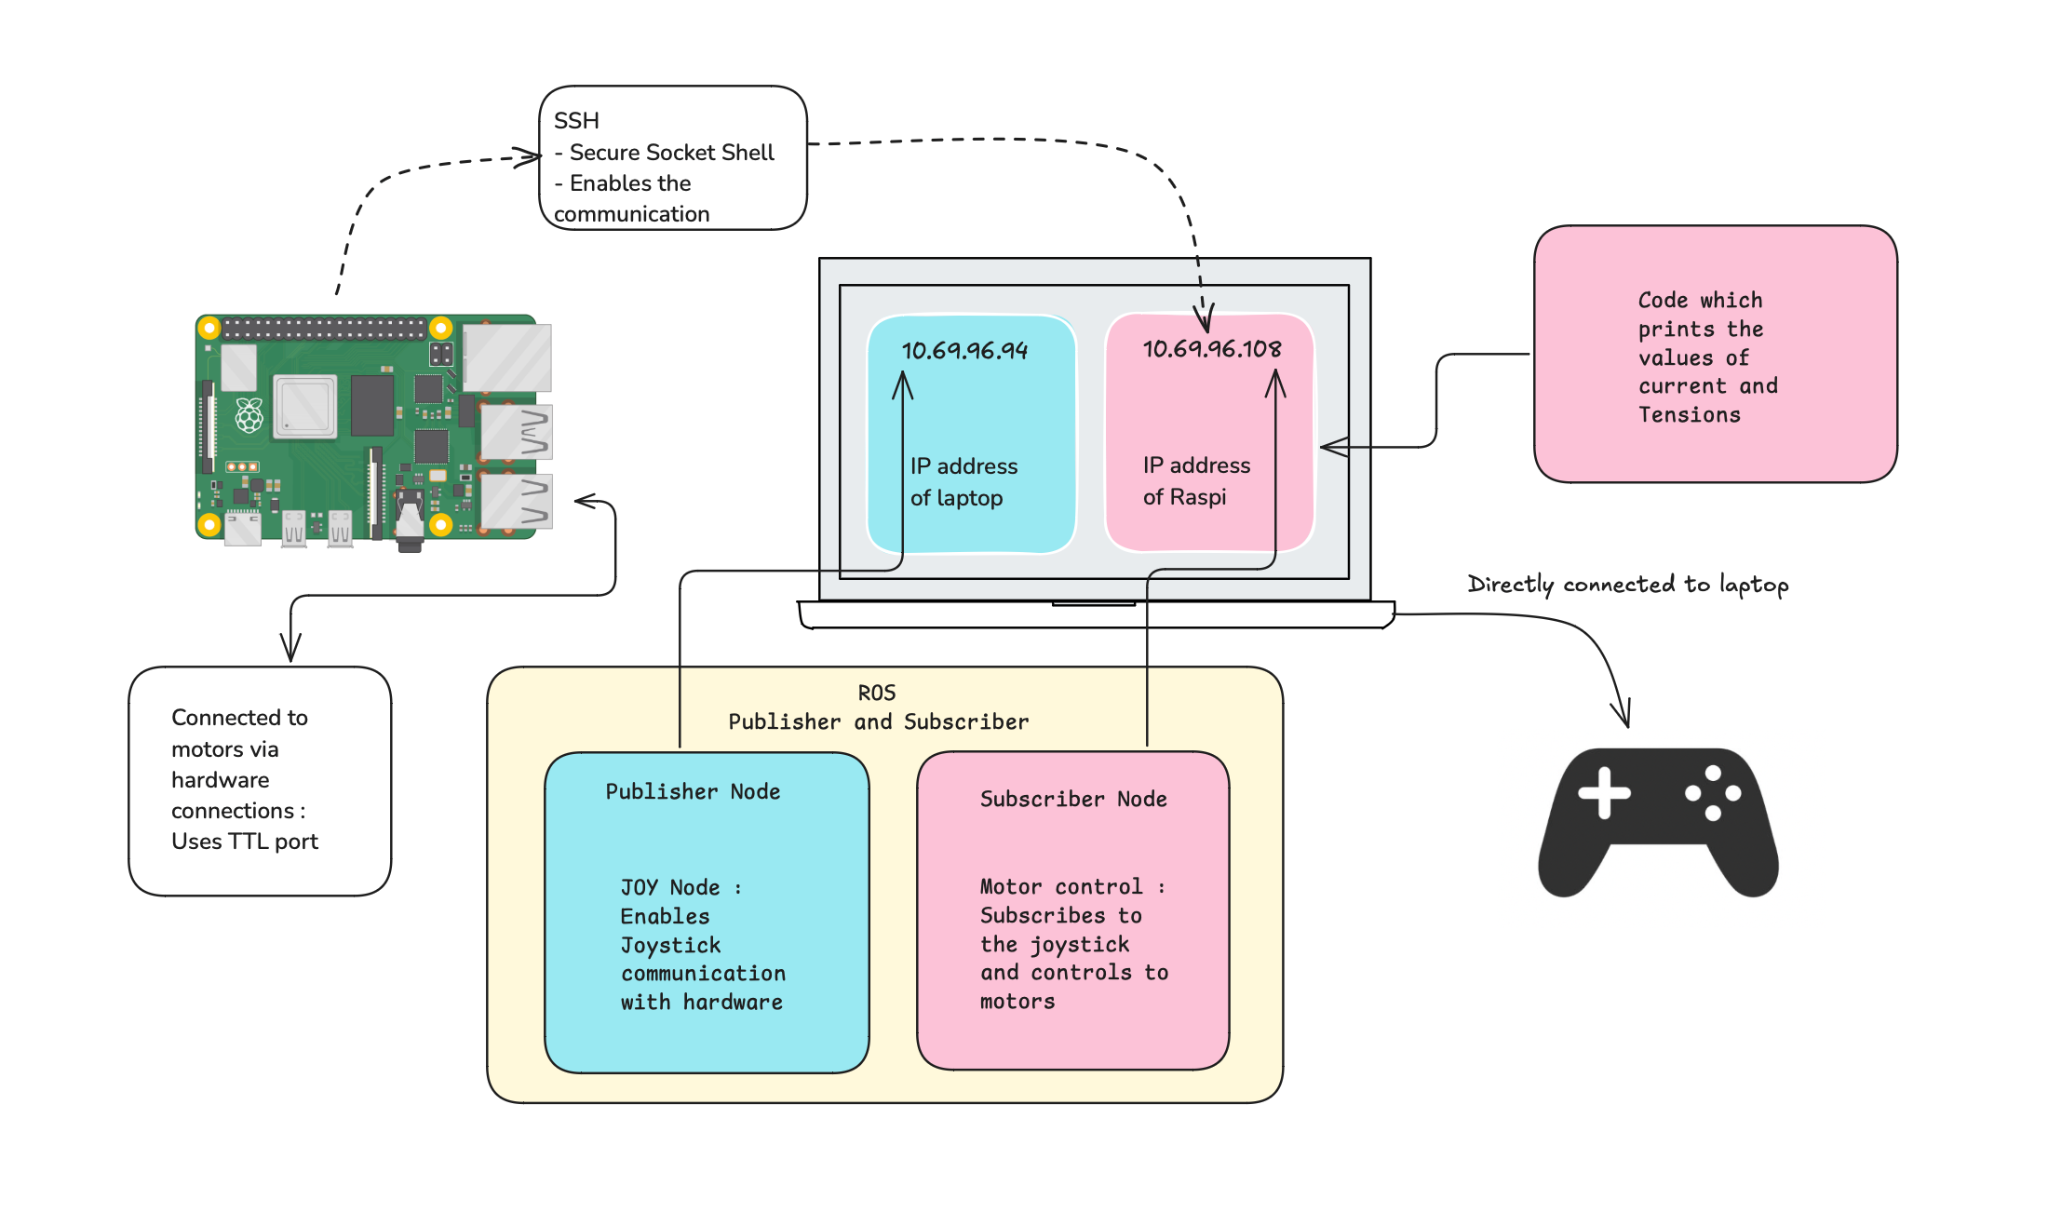 SSH
- Secure Socket Shell
- Enables the
communication
10.69.96.94
IP address
of laptop
10.69.96.108
IP address
of Raspi
Code which
prints the
values of
current and
Tensions
Directly connected to laptop
Connected to
motors via
hardware
connections :
Uses TTL port
ROS
Publisher and Subscriber
Publisher Node
JOY Node :
Enables
Joystick
communication
with hardware
Subscriber Node
Motor control :
Subscribes to
the joystick
and controls to
motors